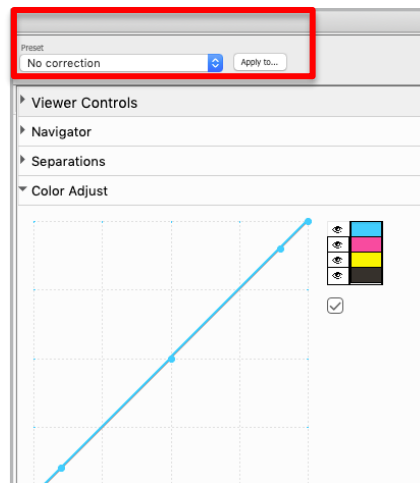 Preset
No correction
Apply to...
Viewer Controls
Navigator
Separations
Color Adjust